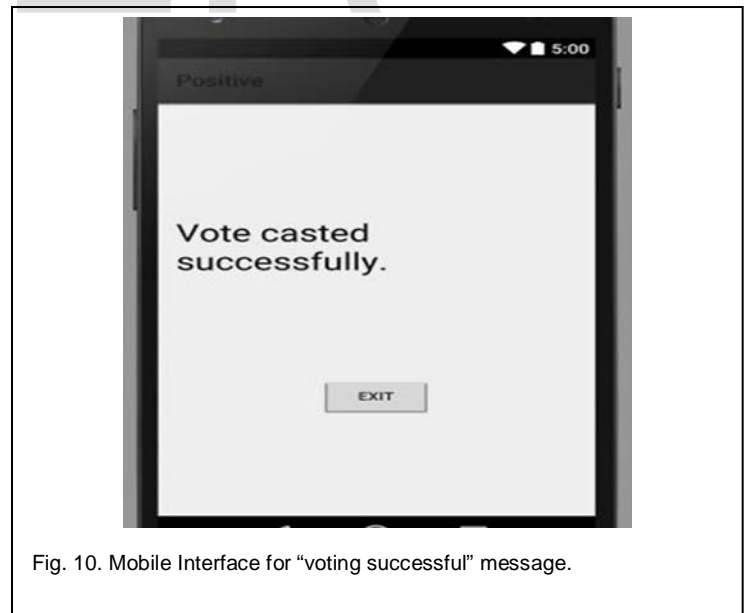 5:00
Positive
Vote casted
successfully.
EXIT
Fig. 10. Mobile Interface for “voting successful” message.